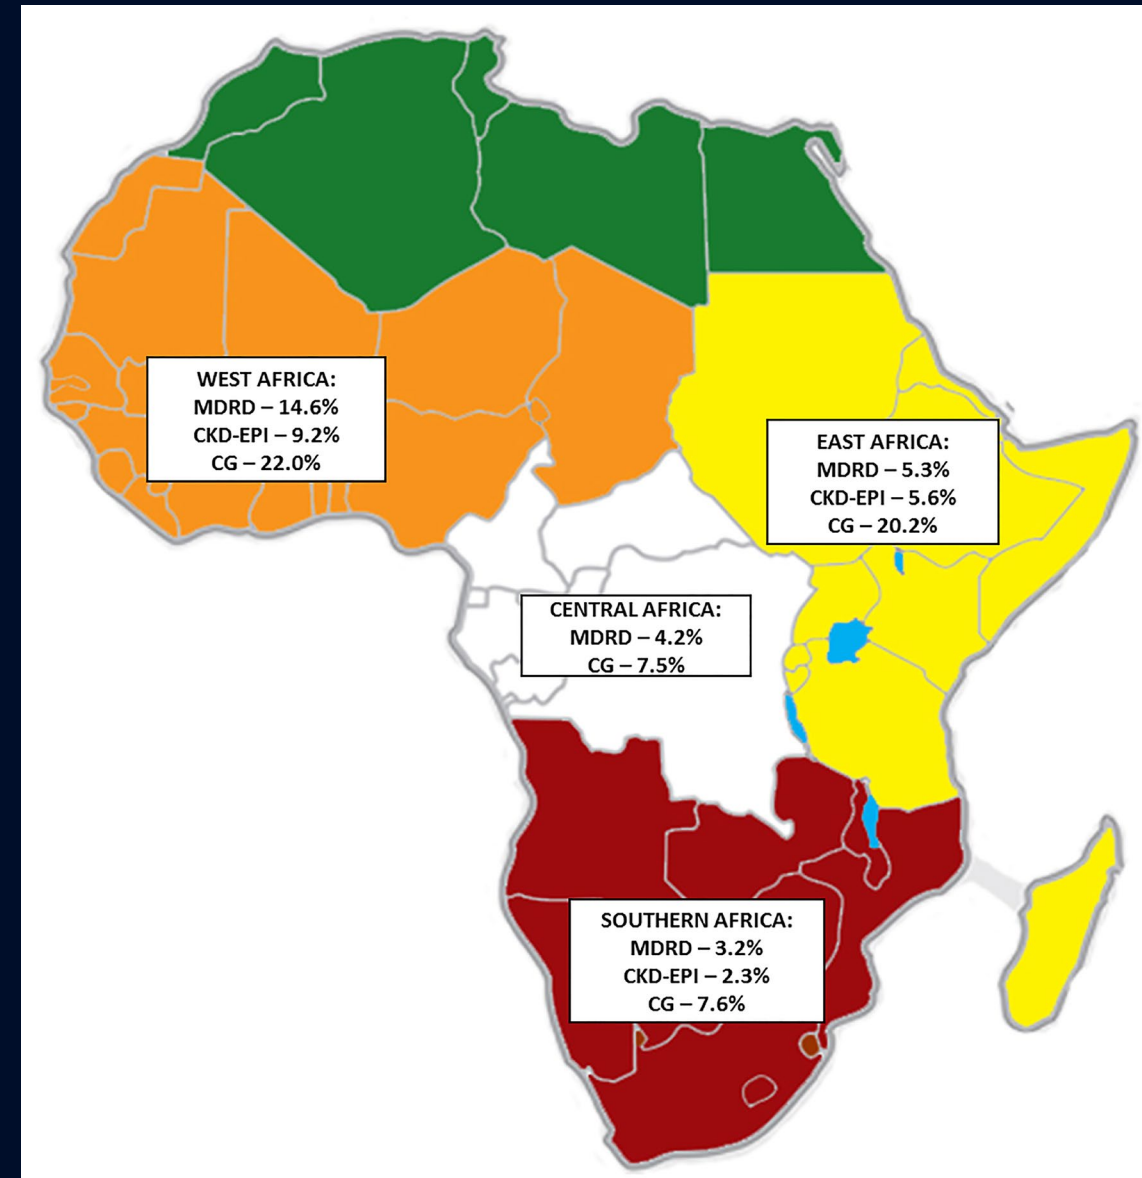 WEST AFRICA:
MDRD – 14.6%
CKD-EPI – 9.2%
CG – 22.0%
EAST AFRICA:
MDRD – 5.3%
CKD-EPI – 5.6%
CG – 20.2%
CENTRAL AFRICA:
MDRD – 4.2%
CG – 7.5%
SOUTHERN AFRICA:
MDRD – 3.2%
CKD-EPI – 2.3%
CG – 7.6%